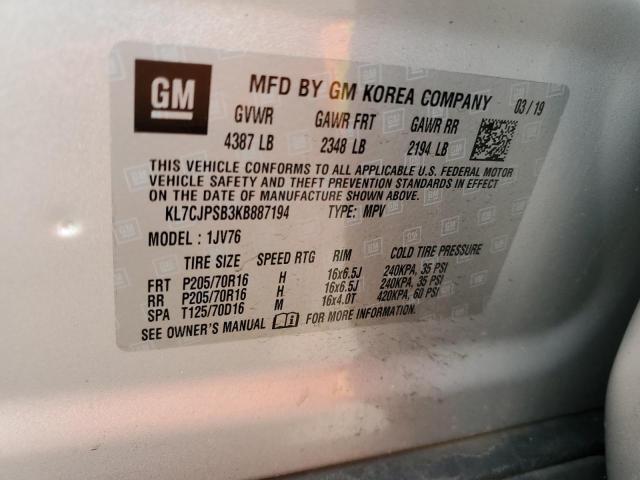 GM
MFD BY GM KOREA COMPANY 03/19
GVWR GAWR FRT GAWR RR
4387 LB 2348 LB 2194 LB
THIS VEHICLE CONFORMS TO ALL APPLICABLE U.S. FEDERAL MOTOR
VEHICLE SAFETY AND THEFT PREVENTION STANDARDS IN EFFECT
ON THE DATE OF MANUFACTURE SHOWN ABOVE.
KL7CJPSB3KB887194 TYPE: MPV
MODEL: 1JV76
TIRE SIZE SPEED RTG RIM COLD TIRE PRESSURE
FRT P205/70R16 H 16x6.5J 240KPA, 35 PSI
RR P205/70R16 H 16x6.5J 240KPA, 35 PSI
SPA T125/70D16 M 16x4.0T 420KPA, 60 PSI
SEE OWNER'S MANUAL FOR MORE INFORMATION.